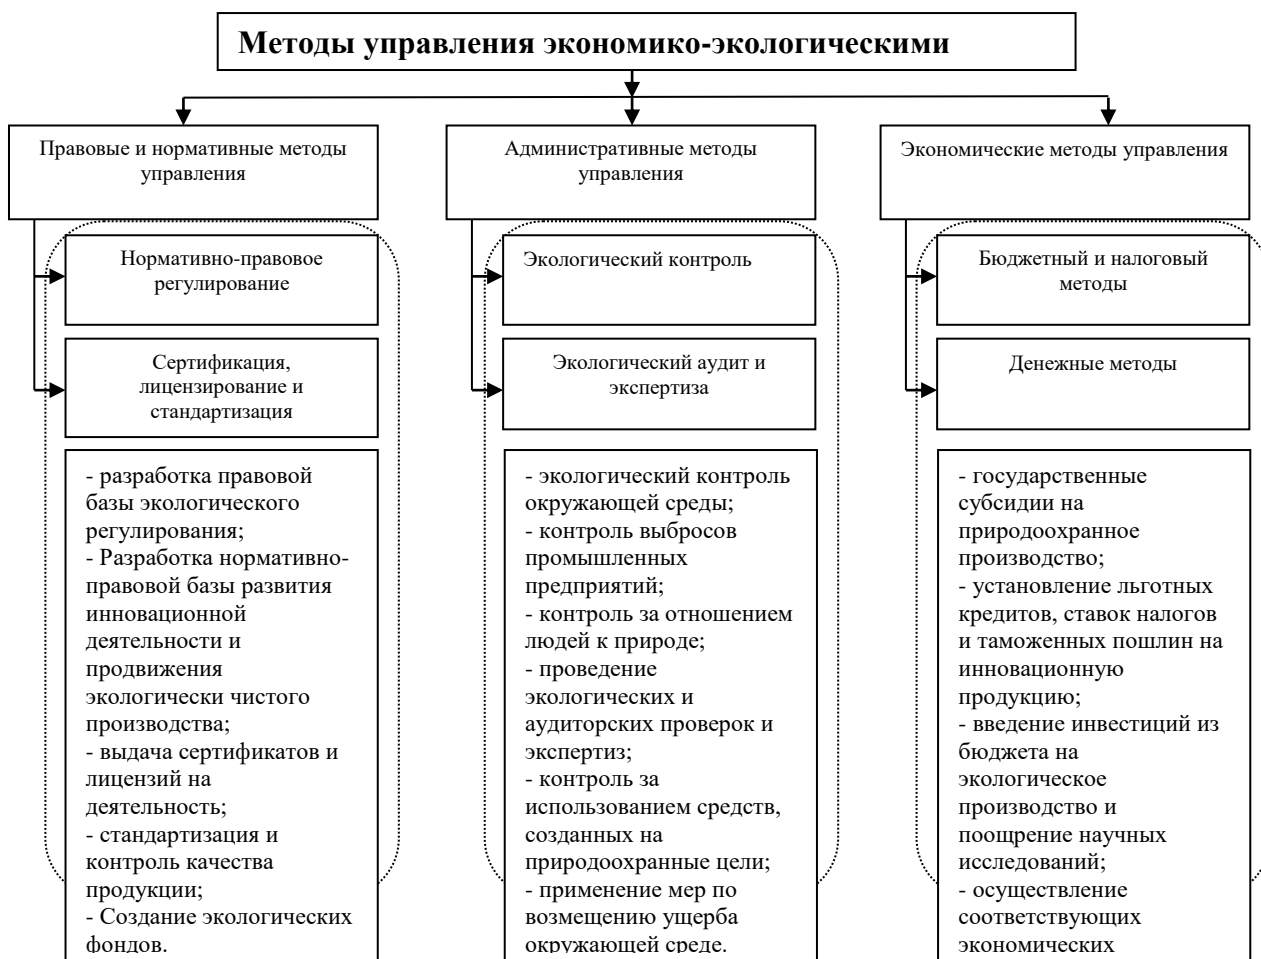 Методы управления экономико-экологическими
Правовые и нормативные методы
управления
Нормативно-правовое
регулирование
Сертификация,
лицензирование и
стандартизация
- разработка правовой
базы экологического
регулирования;
- Разработка нормативно-
правовой базы развития
инновационной
деятельности и
продвижения
экологически чистого
производства;
- выдача сертификатов и
лицензий на
деятельность;
- стандартизация и
контроль качества
продукции;
- Создание экологических
фондов.
Административные методы
управления
Экологический контроль
Экологический аудит и
экспертиза
- экологический контроль
окружающей среды;
- контроль выбросов
промышленных
предприятий;
- контроль за отношением
людей к природе;
- проведение
экологических и
аудиторских проверок и
экспертиз;
- контроль за
использованием средств,
созданных на
природоохранные цели;
- применение мер по
возмещению ущерба
окружающей среде.
Экономические методы управления
Бюджетный и налоговый
методы
Денежные методы
- государственные
субсидии на
природоохранное
производство;
- установление льготных
кредитов, ставок налогов
и таможенных пошлин на
инновационную
продукцию;
- введение инвестиций из
бюджета на
экологическое
производство и
поощрение научных
исследований;
- осуществление
соответствующих
экономических